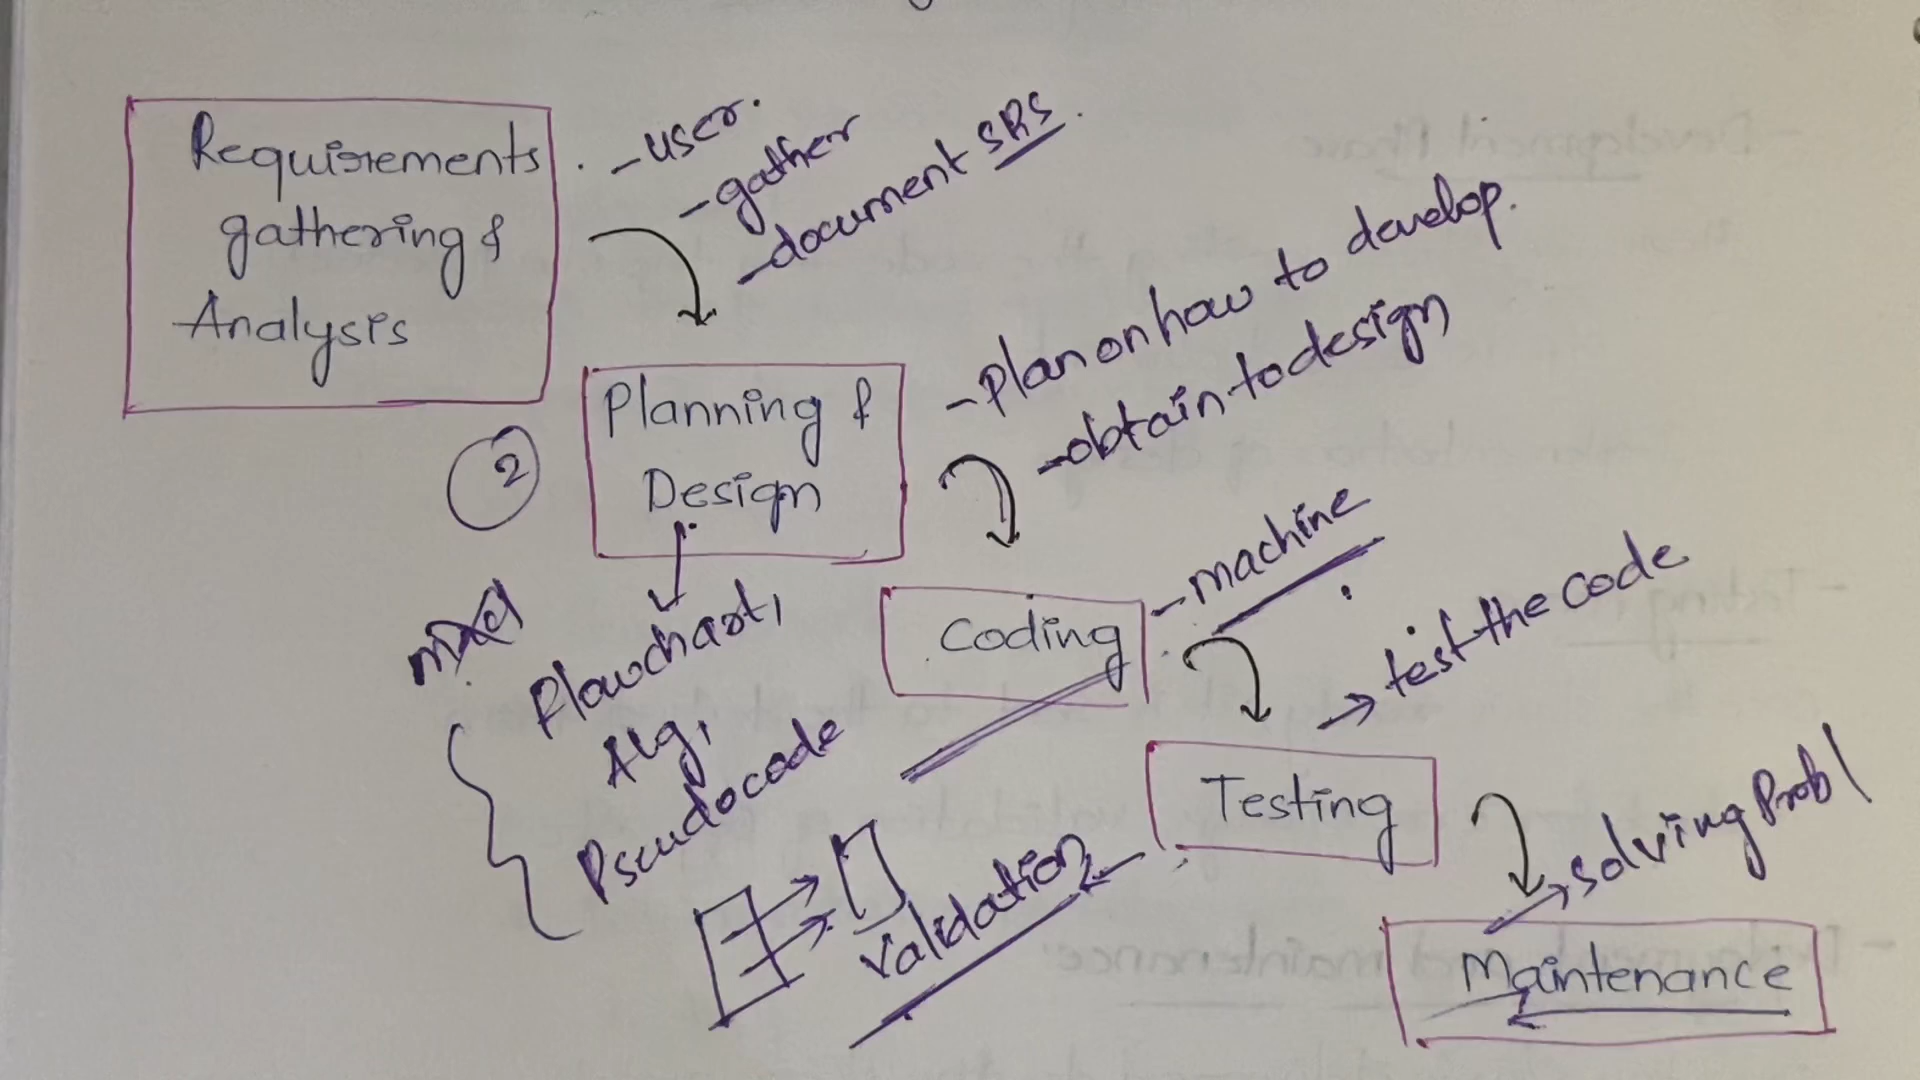 Requirements
gathering &
Analysis
- user.
- gather
- document SRS.
Planning &
Design
2
- plan on how to develop.
- obtain to design
Flowchart,
Alg,
Pseudocode
Coding
- machine
Testing
→ test the code
validation
Maintenance
→ solving Probl